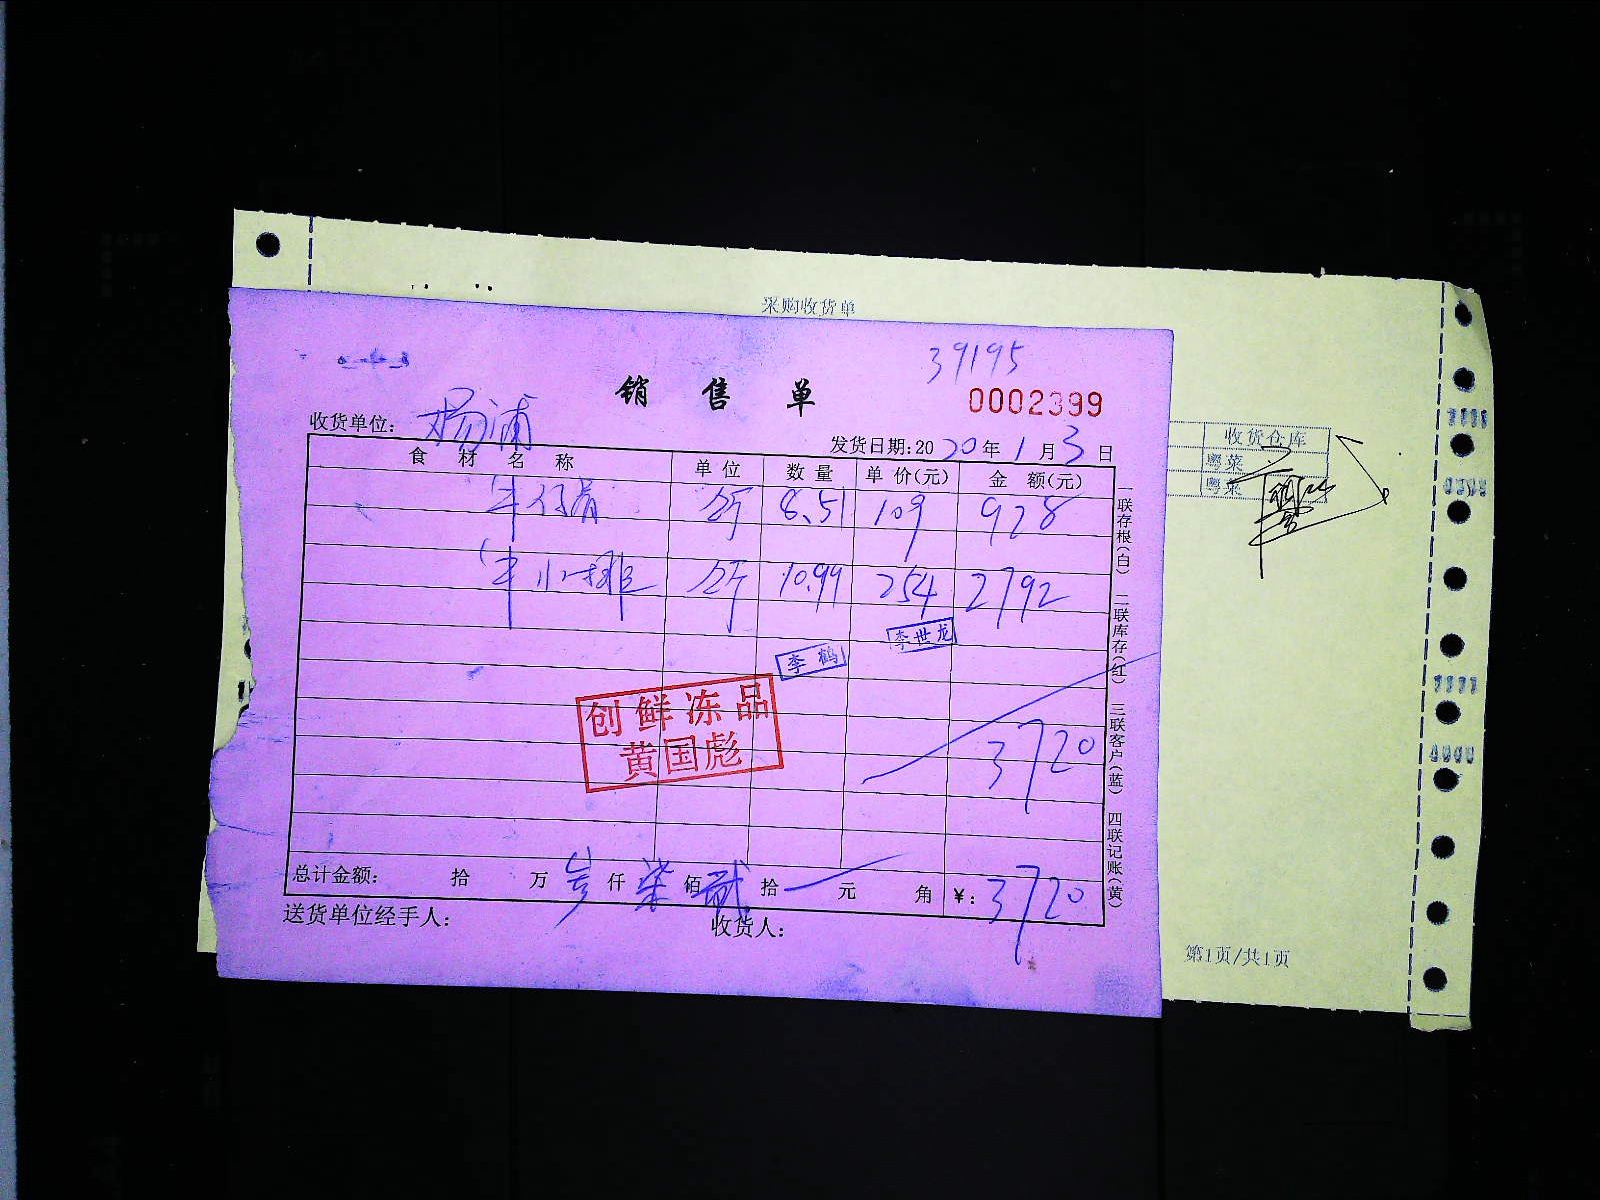 采购收货单
39195
销售单
0002399
收货单位: 杨浦
发货日期:2020年1月3日
食材名称 单位 数量 单价(元) 金额(元)
牛仔骨 斤 8.51 109 928
牛小排 斤 10.99 254 2792
李世龙
李鹤
创鲜冻品
黄国彪
3720
总计金额: 拾 万 叁仟柒佰贰拾 元 角 ¥: 3720
送货单位经手人: 收货人:
一联存根(白) 二联库存(红) 三联客户(蓝) 四联记账(黄)
收货仓库
粤菜
粤菜
第1页/共1页